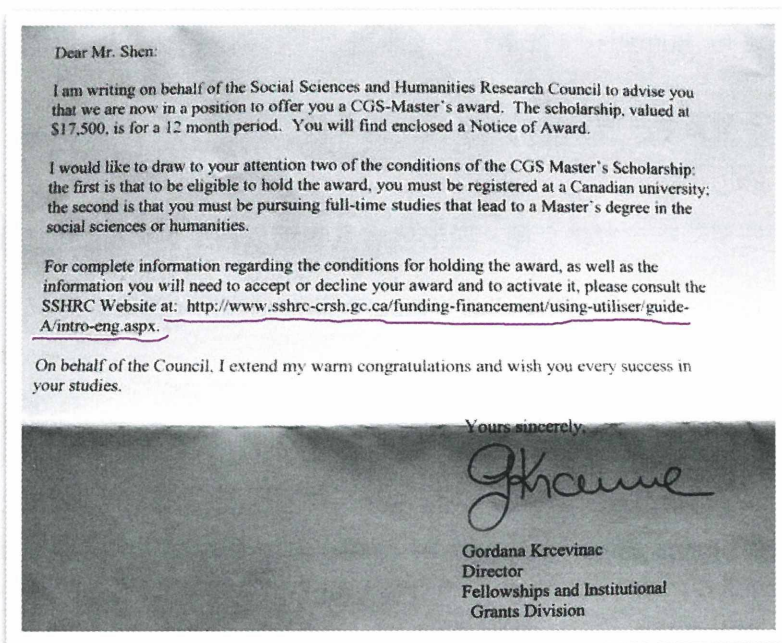 Dear Mr. Shen:
I am writing on behalf of the Social Sciences and Humanities Research Council to advise you
that we are now in a position to offer you a CGS-Master's award. The scholarship, valued at
$17,500, is for a 12 month period. You will find enclosed a Notice of Award.
I would like to draw to your attention two of the conditions of the CGS Master's Scholarship:
the first is that to be eligible to hold the award, you must be registered at a Canadian university;
the second is that you must be pursuing full-time studies that lead to a Master's degree in the
social sciences or humanities.
For complete information regarding the conditions for holding the award, as well as the
information you will need to accept or decline your award and to activate it, please consult the
SSHRC Website at: http://www.sshrc-crsh.gc.ca/funding-financement/using-utiliser/guide-
A/intro-eng.aspx.
On behalf of the Council, I extend my warm congratulations and wish you every success in
your studies.
Yours sincerely,
Gordana Krcevinac
Director
Fellowships and Institutional
Grants Division